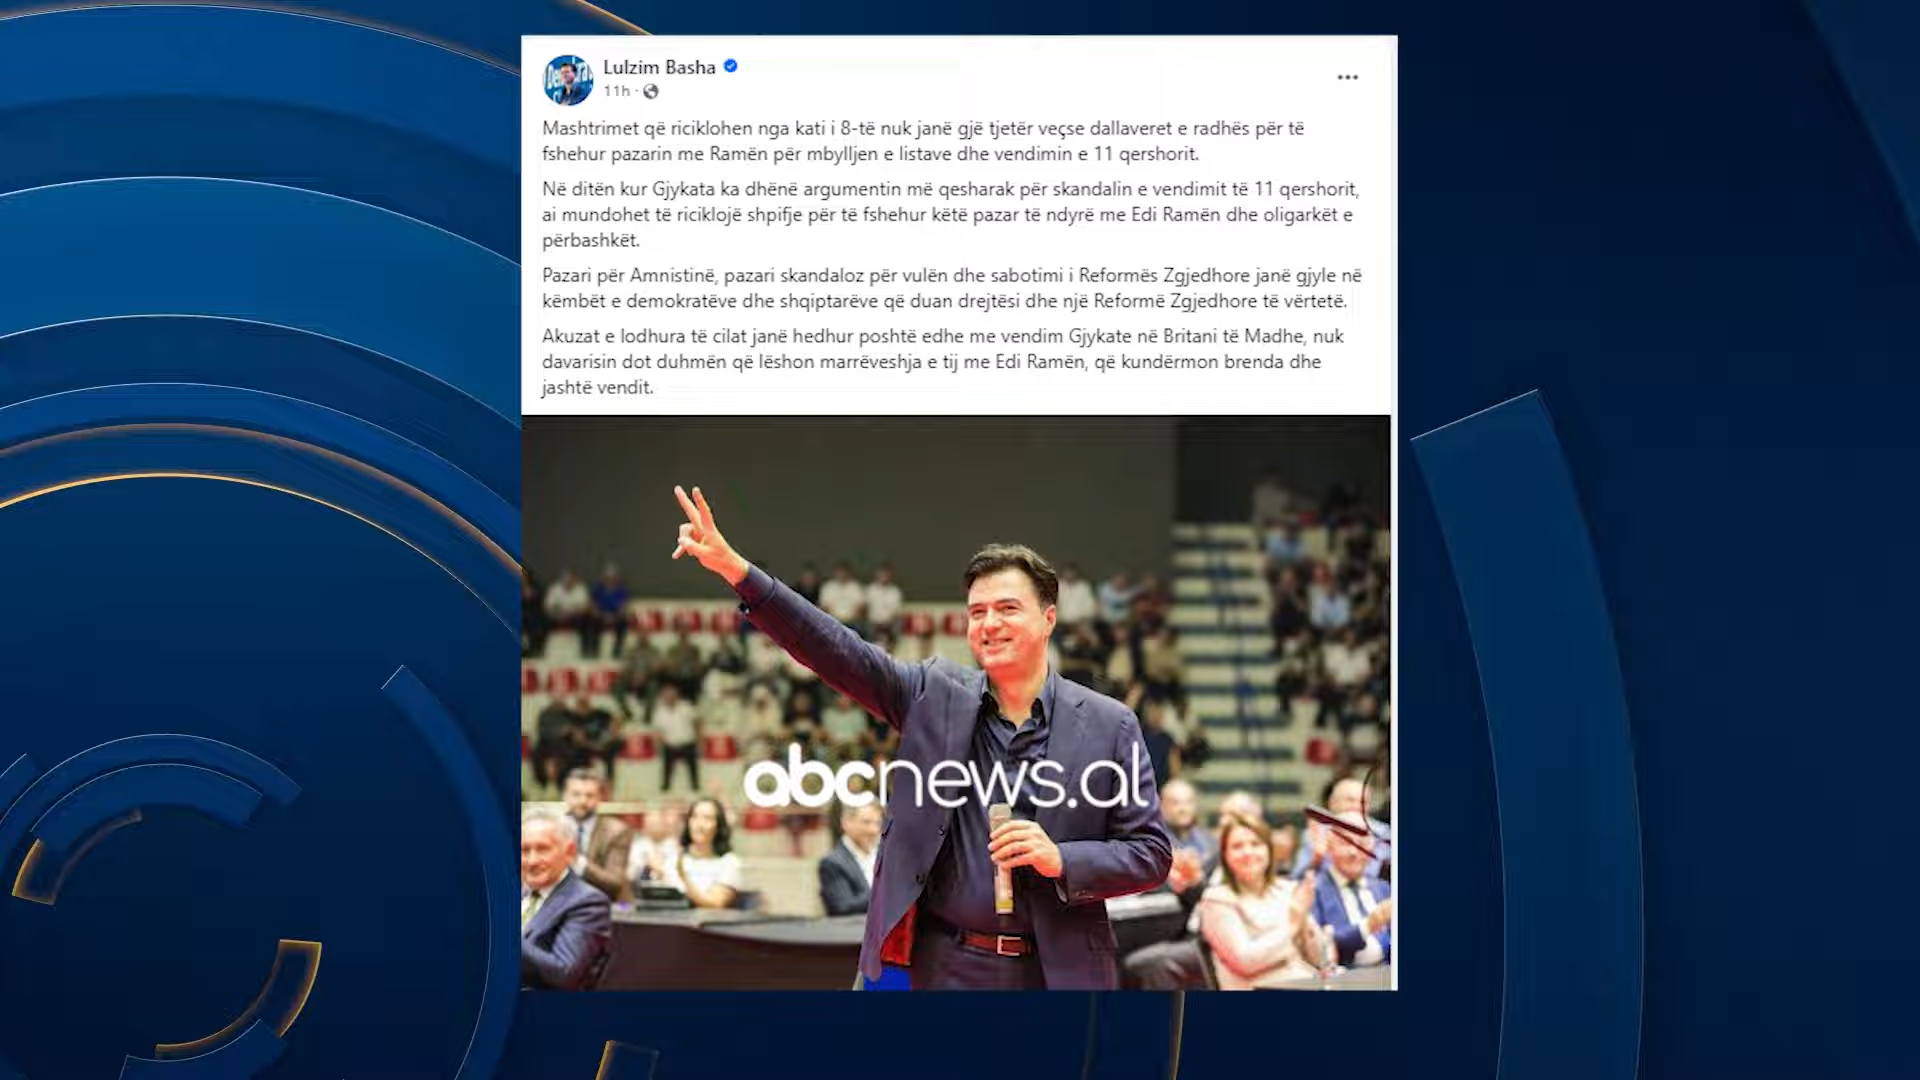 Lulzim Basha
11h ·
Mashtrimet që riciklohen nga kati i 8-të nuk janë gjë tjetër veçse dallaveret e radhës për të
fshehur pazarin me Ramën për mbylljen e listave dhe vendimin e 11 qershorit.
Në ditën kur Gjykata ka dhënë argumentin më qesharak për skandalin e vendimit të 11 qershorit,
ai mundohet të riciklojë shpifje për të fshehur këtë pazar të ndyrë me Edi Ramën dhe oligarkët e
përbashkët.
Pazari për Amnistinë, pazari skandaloz për vulën dhe sabotimi i Reformës Zgjedhore janë gjyle në
këmbët e demokratëve dhe shqiptarëve që duan drejtësi dhe një Reformë Zgjedhore të vërtetë.
Akuzat e lodhura të cilat janë hedhur poshtë edhe me vendim Gjykate në Britani të Madhe, nuk
davarisin dot duhmën që lëshon marrëveshja e tij me Edi Ramën, që kundërmon brenda dhe
jashtë vendit.
abcnews.al